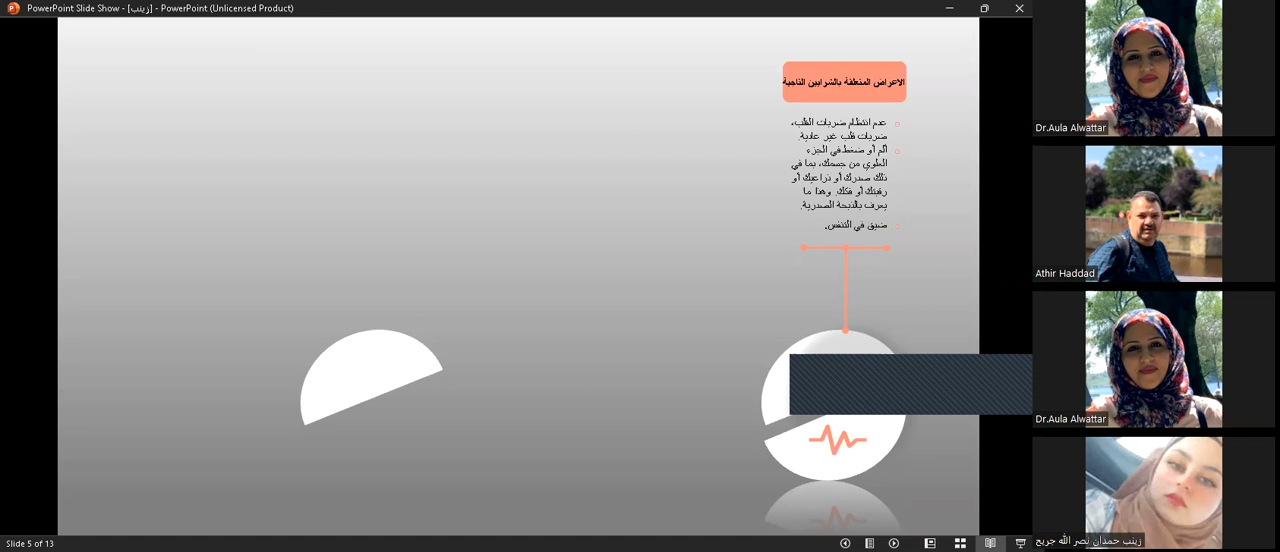 PowerPoint Slide Show - [زينب] - PowerPoint (Unlicensed Product)
الاعراض المتعلقة بالشرايين التاجية
عدم انتظام ضربات القلب،
ضربات قلب غير عادية.
ألم أو ضغط في الجزء
العلوي من جسمك، بما في
ذلك صدرك أو ذراعيك أو
رقبتك أو فكك. وهذا ما
يعرف بالذبحة الصدرية.
ضيق في التنفس.
Dr.Aula Alwattar
Athir Haddad
Dr.Aula Alwattar
زينب حمدان نصر الله جريح
Slide 5 of 13